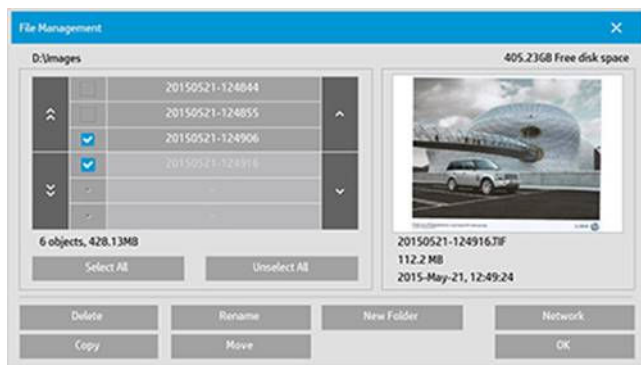 File Management
D:\Images
405.23GB Free disk space
20150521-124844
20150521-124855
20150521-124906
20150521-124916
6 objects, 428.13MB
Select All
Unselect All
20150521-124916.TIF
112.2 MB
2015-May-21, 12:49:24
Delete
Rename
New Folder
Network
Copy
Move
OK